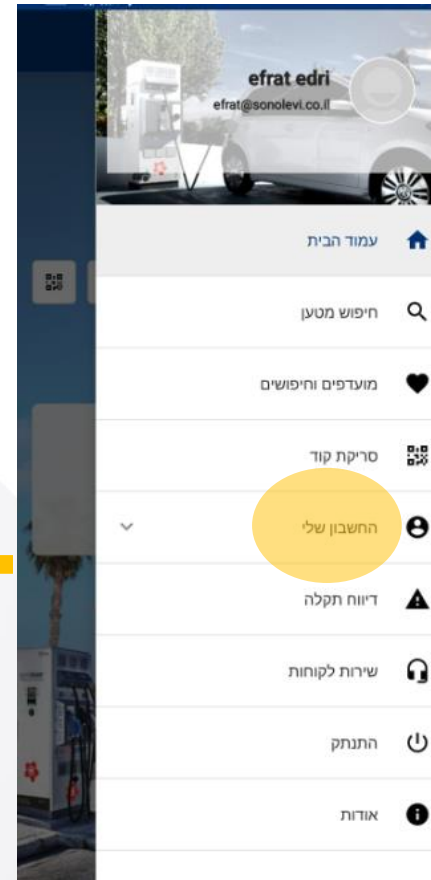 efrat edri
efrat@sonolevi.co.il
עמוד הבית
חיפוש מטען
מועדפים וחיפושים
סריקת קוד
החשבון שלי
דיווח תקלה
שירות לקוחות
התנתק
אודות